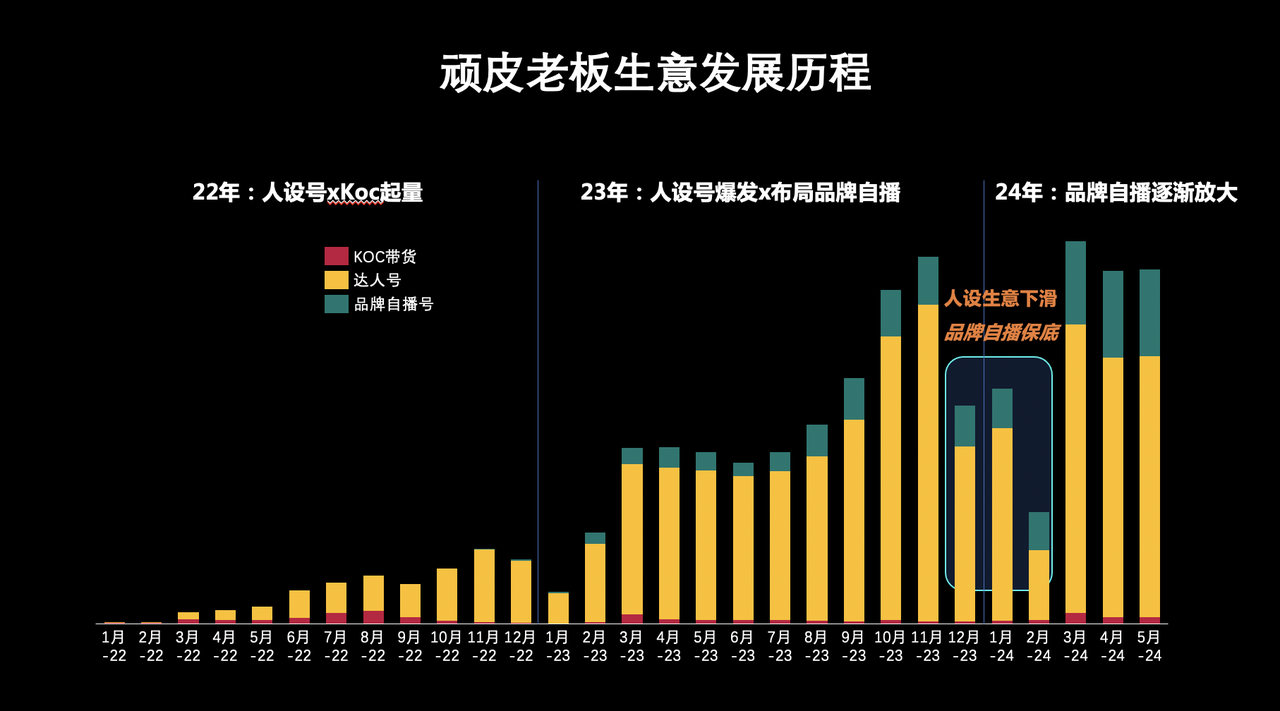 顽皮老板生意发展历程
22年：人设号xKoc起量
23年：人设号爆发x布局品牌自播
24年：品牌自播逐渐放大
KOC带货
达人号
品牌自播号
人设生意下滑
品牌自播保底
1月 2月 3月 4月 5月 6月 7月 8月 9月 10月 11月 12月 1月 2月 3月 4月 5月 6月 7月 8月 9月 10月 11月 12月 1月 2月 3月 4月 5月
-22 -22 -22 -22 -22 -22 -22 -22 -22 -22 -22 -22 -23 -23 -23 -23 -23 -23 -23 -23 -23 -23 -23 -23 -24 -24 -24 -24 -24